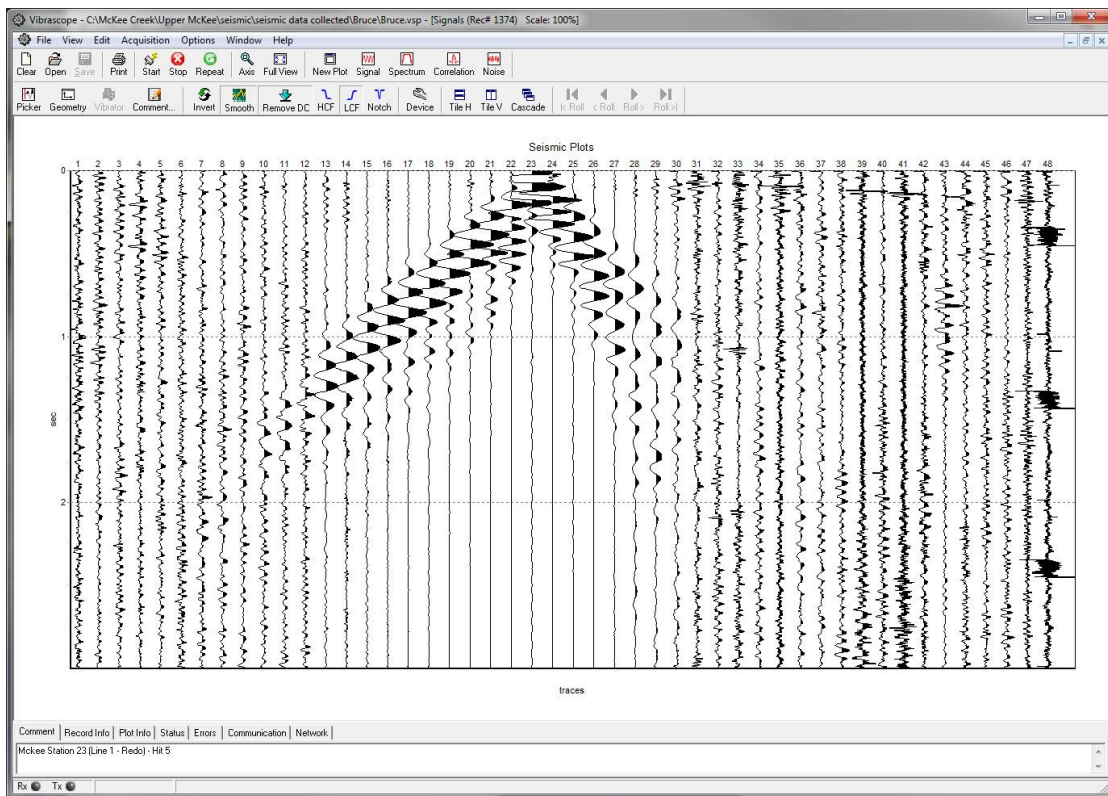 Vibrascope - C:\McKee Creek\Upper McKee\seismic\seismic data collected\Bruce\Bruce.vsp - [Signals (Rec# 1374) Scale: 100%]
File View Edit Acquisition Options Window Help
Clear Open Save Print Start Stop Repeat Axis Full View New Plot Signal Spectrum Correlation Noise
Picker Geometry Vibrator Comment... Invert Smooth Remove DC HCF LCF Notch Device Tile H Tile V Cascade |< Roll < Roll Roll > Roll >|
Seismic Plots
1 2 3 4 5 6 7 8 9 10 11 12 13 14 15 16 17 18 19 20 21 22 23 24 25 26 27 28 29 30 31 32 33 34 35 36 37 38 39 40 41 42 43 44 45 46 47 48
0
1
sec
2
traces
Comment Record Info Plot Info Status Errors Communication Network
Mckee Station 23 (Line 1 - Redo) - Hit 5
Rx Tx